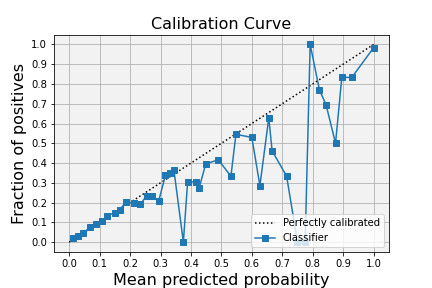 Calibration Curve
Fraction of positives
1.0
0.9
0.8
0.7
0.6
0.5
0.4
0.3
0.2
0.1
0.0
Perfectly calibrated
Classifier
0.0 0.1 0.2 0.3 0.4 0.5 0.6 0.7 0.8 0.9 1.0
Mean predicted probability